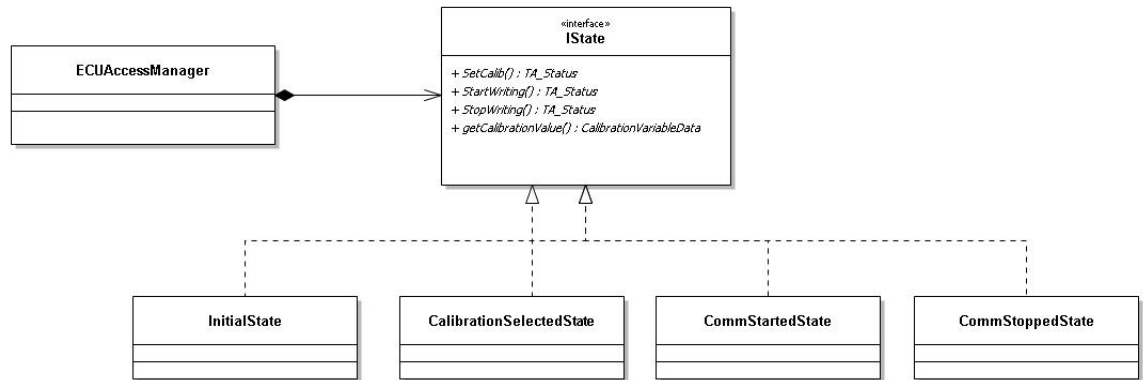 «interface»
IState
ECUAccessManager
+ SetCalib() : TA_Status
+ StartWriting() : TA_Status
+ StopWriting() : TA_Status
+ getCalibrationValue() : CalibrationVariableData
InitialState
CalibrationSelectedState
CommStartedState
CommStoppedState